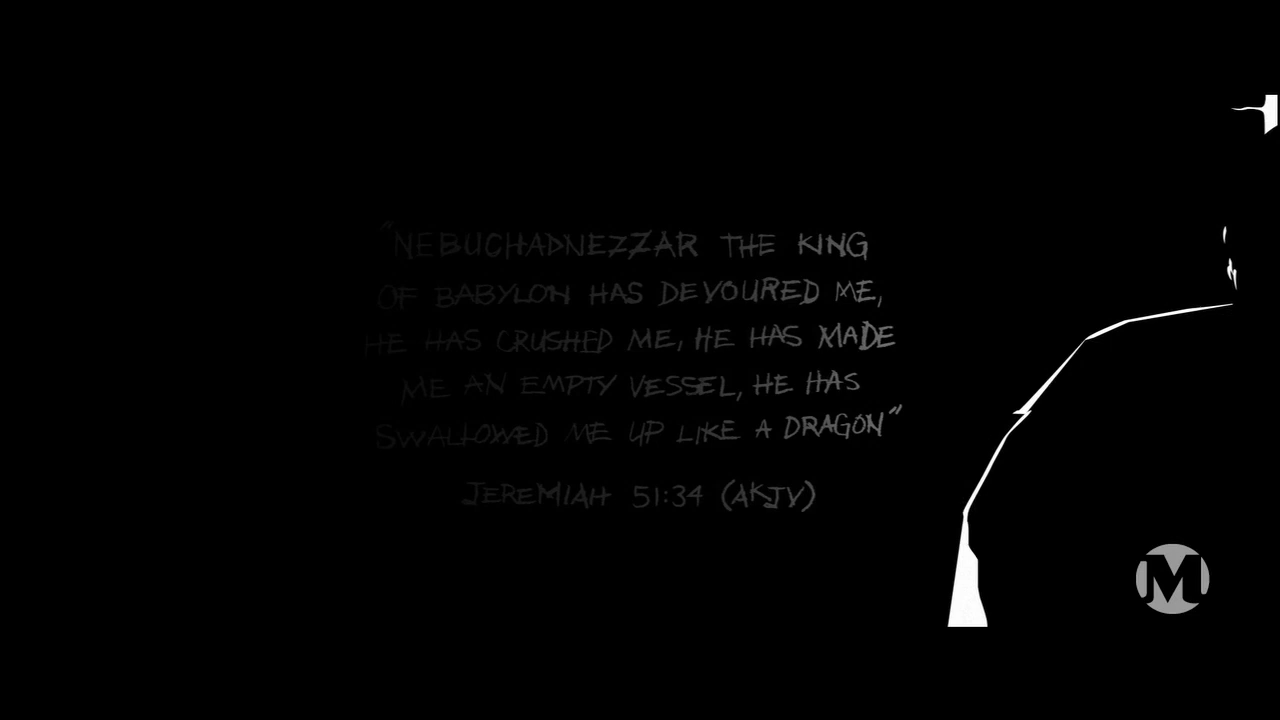 "NEBUCHADNEZZAR THE KING
OF BABYLON HAS DEVOURED ME,
HE HAS CRUSHED ME, HE HAS MADE
ME AN EMPTY VESSEL, HE HAS
SWALLOWED ME UP LIKE A DRAGON"
JEREMIAH 51:34 (AKJV)
M